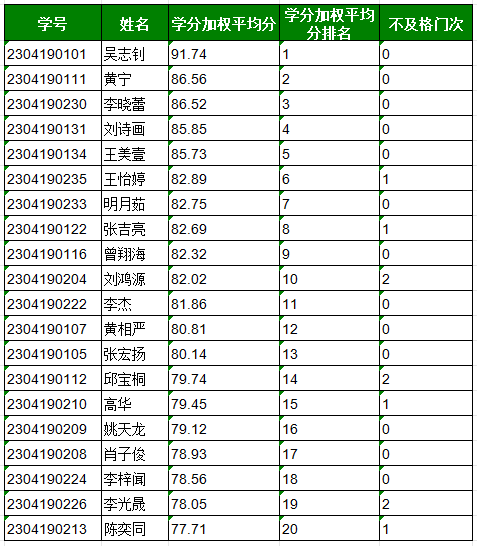 学号 姓名 学分加权平均分 学分加权平均分排名 不及格门次
2304190101 吴志钊 91.74 1 0
2304190111 黄宁 86.56 2 0
2304190230 李晓蕾 86.52 3 0
2304190131 刘诗画 85.85 4 0
2304190134 王美壹 85.73 5 0
2304190235 王怡婷 82.89 6 1
2304190233 明月茹 82.75 7 0
2304190122 张吉亮 82.69 8 1
2304190116 曾翔海 82.32 9 0
2304190204 刘鸿源 82.02 10 2
2304190222 李杰 81.86 11 0
2304190107 黄相严 80.81 12 0
2304190105 张宏扬 80.14 13 0
2304190112 邱宝桐 79.74 14 2
2304190210 高华 79.45 15 1
2304190209 姚天龙 79.12 16 0
2304190208 肖子俊 78.93 17 0
2304190224 李梓闻 78.56 18 0
2304190226 李光晟 78.05 19 2
2304190213 陈奕同 77.71 20 1